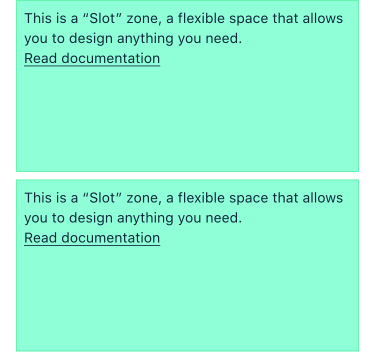 This is a “Slot” zone, a flexible space that allows
you to design anything you need.
Read documentation
This is a “Slot” zone, a flexible space that allows
you to design anything you need.
Read documentation